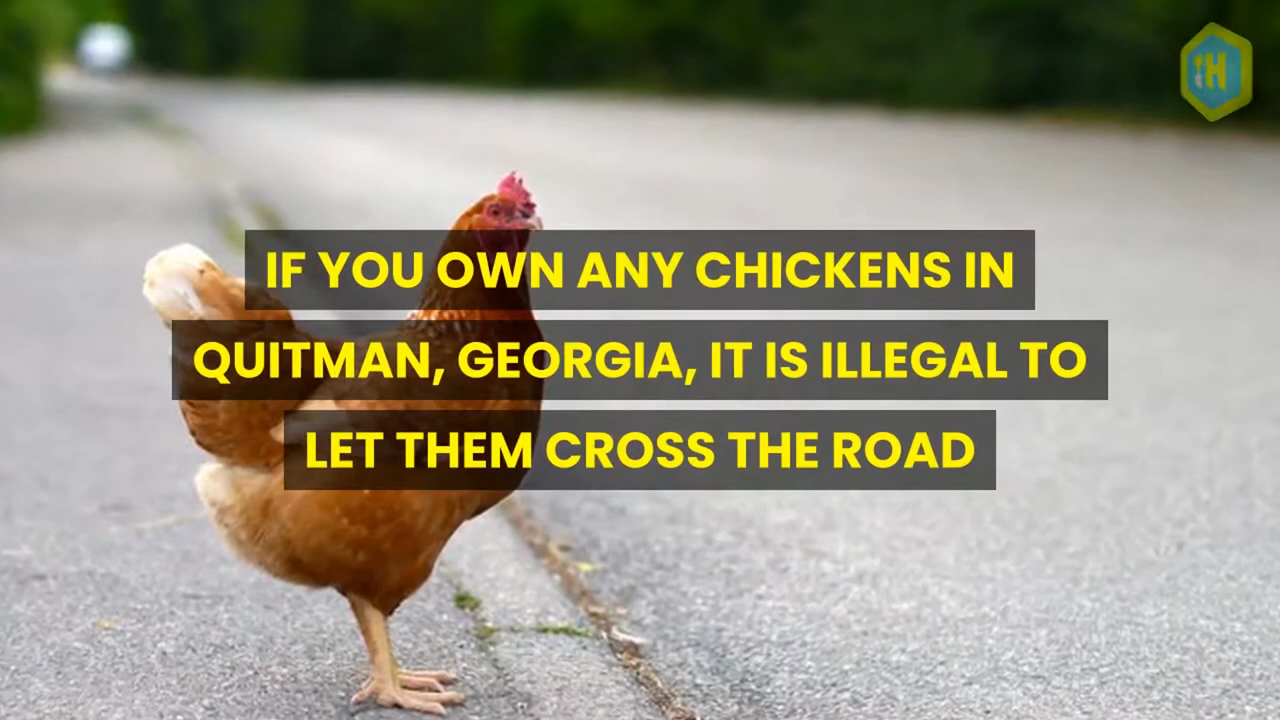 IF YOU OWN ANY CHICKENS IN
QUITMAN, GEORGIA, IT IS ILLEGAL TO
LET THEM CROSS THE ROAD